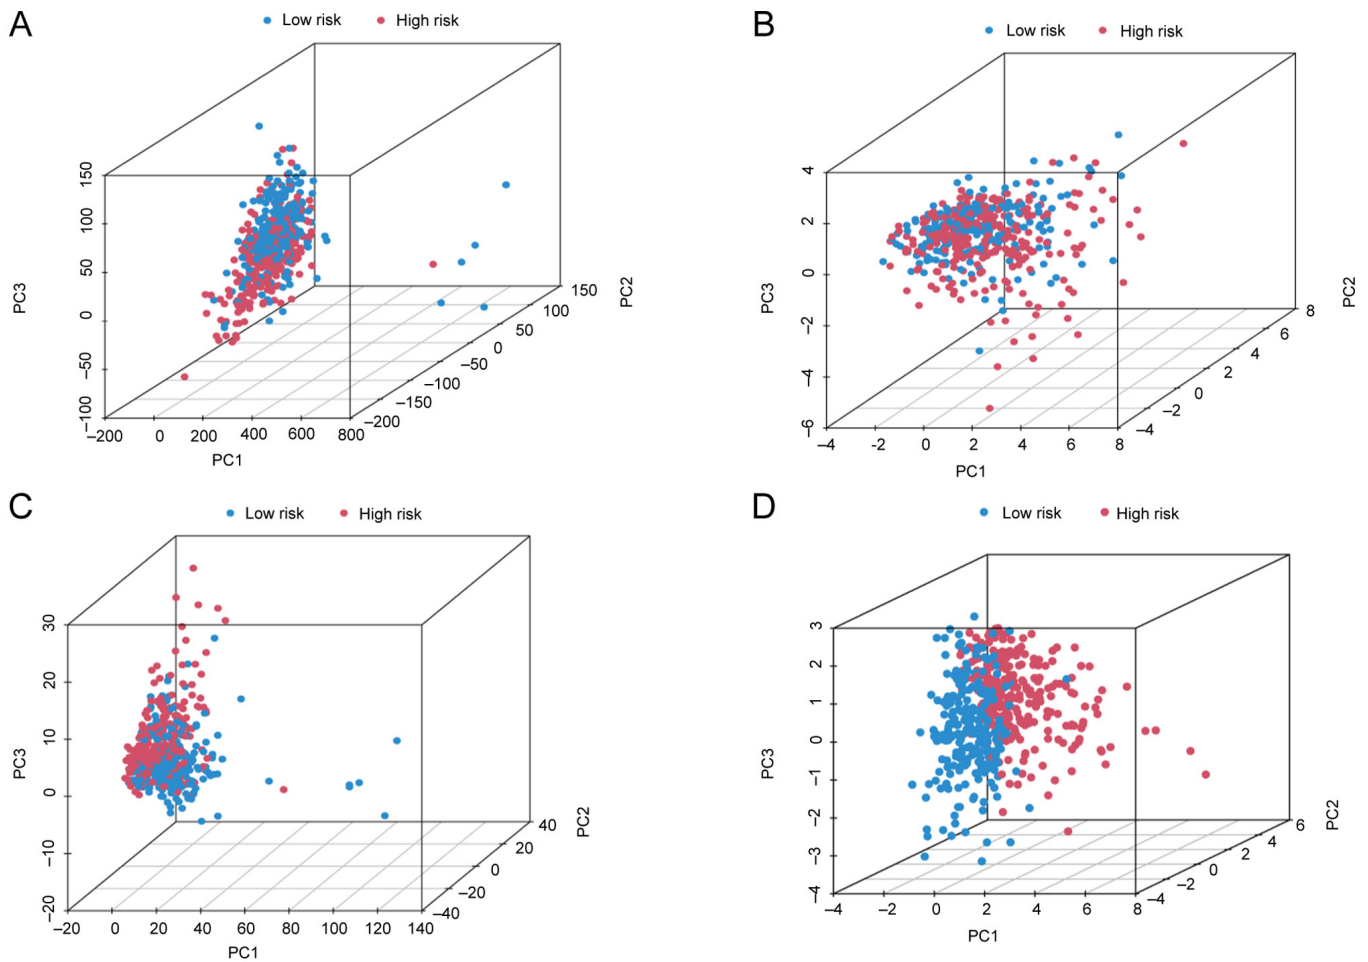 A
Low risk High risk
PC3
150
100
50
0
–50
–100
–200 0 200 400 600 800
PC1
–200
–150
–100
–50
0
50
100
150
PC2
B
Low risk High risk
PC3
4
2
0
–2
–4
–6
–4 -2 0 2 4 6 8
PC1
–4
–2
0
2
4
6
8
PC2
C
Low risk High risk
PC3
30
20
10
0
–10
–20
–20 0 20 40 60 80 100 120 140
PC1
–40
–20
0
20
40
PC2
D
Low risk High risk
PC3
3
2
1
0
–1
–2
–3
–4
–4 –2 0 2 4 6 8
PC1
–4
–2
0
2
4
6
PC2